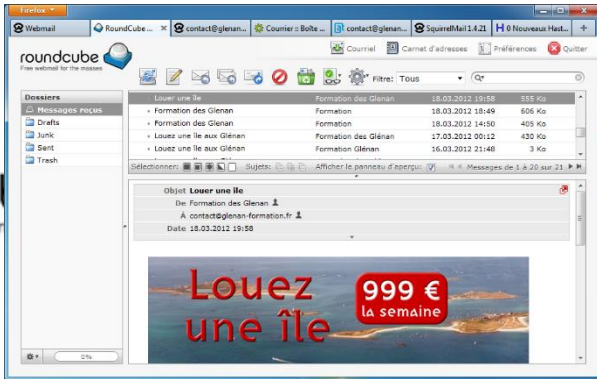 Firefox
Webmail
RoundCube...
contact@glenan...
Courrier :: Boîte ...
contact@glenan...
SquirrelMail 1.4.21
0 Nouveaux Hast...
Courriel
Carnet d'adresses
Préférences
Quitter
roundcube
Free webmail for the masses
Filtre: Tous
Dossiers
Messages reçus
Drafts
Junk
Sent
Trash
Louer une île Formation des Glenan 18.03.2012 19:58 555 Ko
Formation des Glenan Formation 18.03.2012 18:49 606 Ko
Formation des Glenan Formation 18.03.2012 14:50 405 Ko
Louez une île aux Glénan Formation des Glénan 17.03.2012 00:12 430 Ko
Louez une île aux Glénan Formation Glénan 16.03.2012 21:48 3 Ko
Sélectionner: Sujets: Afficher le panneau d'aperçu: Messages de 1 à 20 sur 21
Objet Louer une île
De Formation des Glenan
À contact@glenan-formation.fr
Date 18.03.2012 19:58
Louez
une île
999 €
la semaine
0%